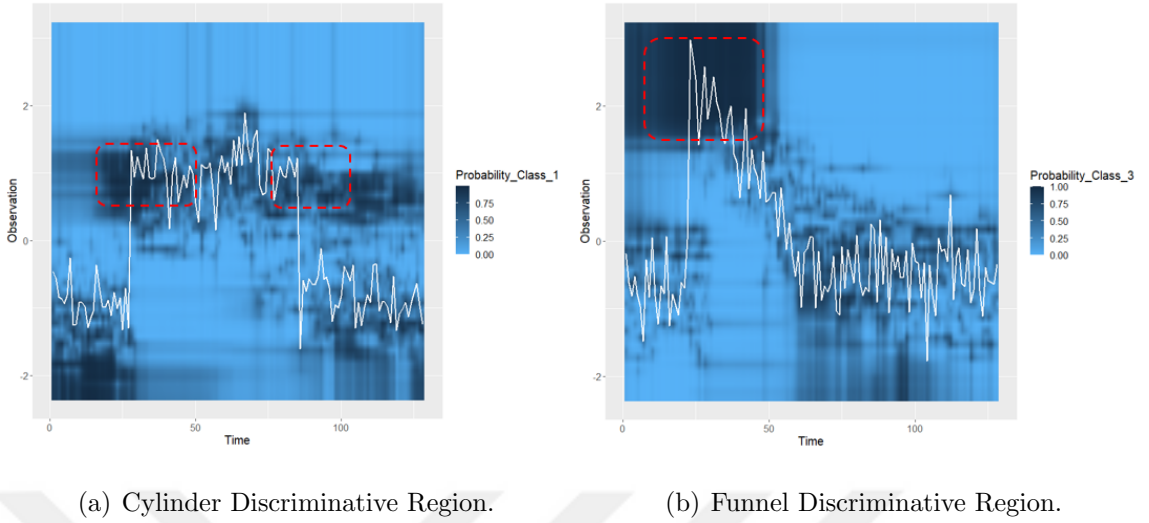 2
0
-2
Observation
0
50
100
Time
Probability_Class_1
0.75
0.50
0.25
0.00
2
0
-2
Observation
0
50
100
Time
Probability_Class_3
1.00
0.75
0.50
0.25
0.00
(a) Cylinder Discriminative Region.
(b) Funnel Discriminative Region.